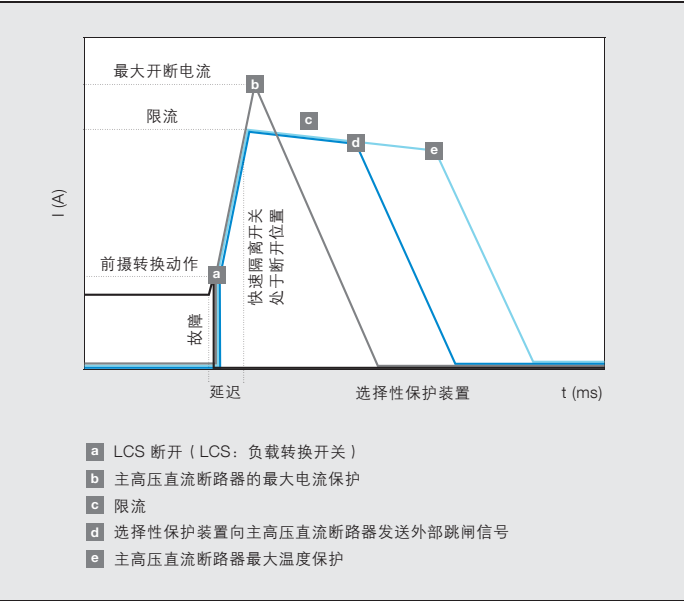 最大开断电流
b
限流
c
d
e
I (A)
快速隔离开关
处于断开位置
前摄转换动作
a
故障
延迟
选择性保护装置
t (ms)
a LCS 断开（LCS：负载转换开关）
b 主高压直流断路器的最大电流保护
c 限流
d 选择性保护装置向主高压直流断路器发送外部跳闸信号
e 主高压直流断路器最大温度保护